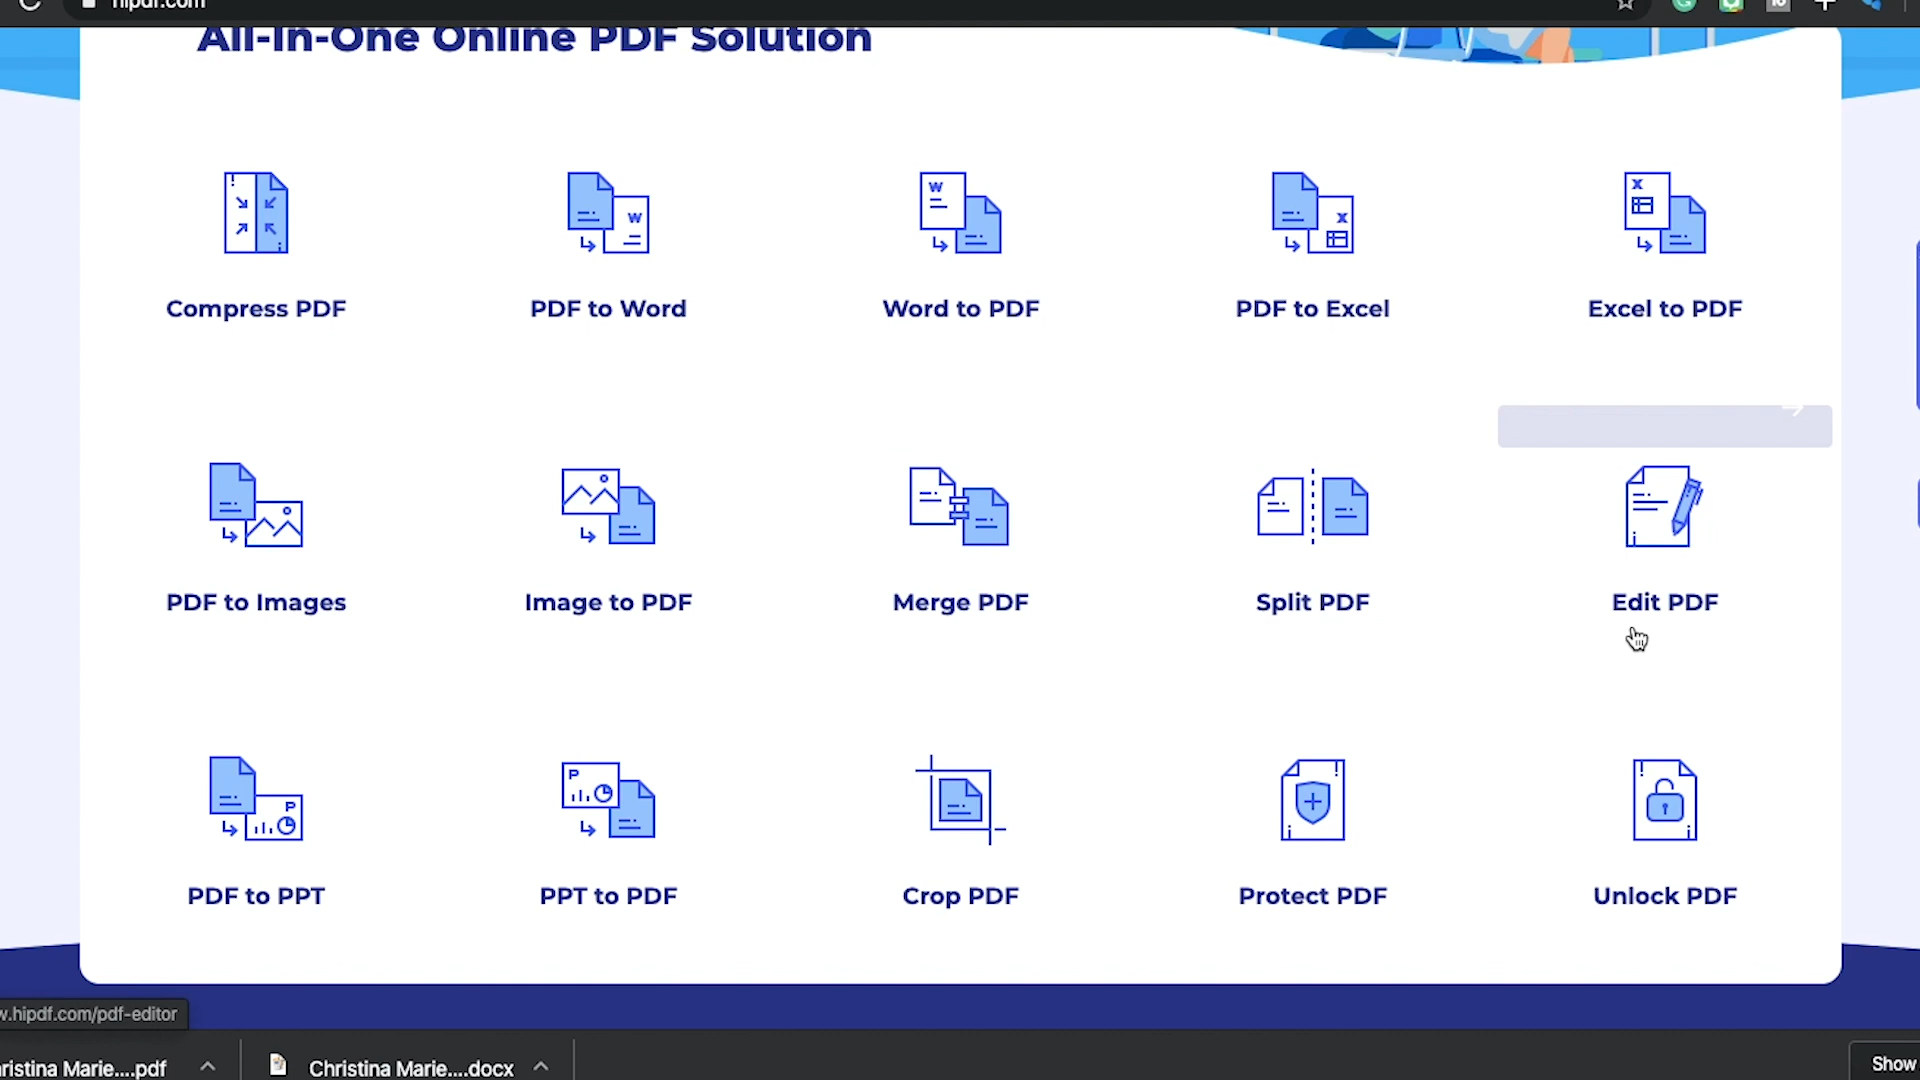 hipdf.com
All-In-One Online PDF Solution
W
W
X
X
Compress PDF
PDF to Word
Word to PDF
PDF to Excel
Excel to PDF
PDF to Images
Image to PDF
Merge PDF
Split PDF
Edit PDF
P
P
PDF to PPT
PPT to PDF
Crop PDF
Protect PDF
Unlock PDF
w.hipdf.com/pdf-editor
ristina Marie....pdf
Christina Marie....docx
Show